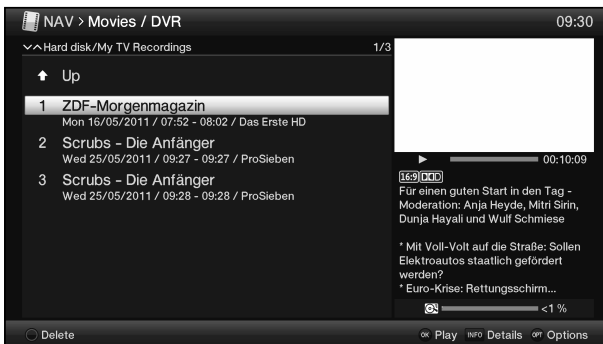 NAV > Movies / DVR
09:30
Hard disk/My TV Recordings
1/3
Up
1 ZDF-Morgenmagazin
Mon 16/05/2011 / 07:52 - 08:02 / Das Erste HD
2 Scrubs - Die Anfänger
Wed 25/05/2011 / 09:27 - 09:27 / ProSieben
3 Scrubs - Die Anfänger
Wed 25/05/2011 / 09:28 - 09:28 / ProSieben
00:10:09
16:9
Für einen guten Start in den Tag -
Moderation: Anja Heyde, Mitri Sirin,
Dunja Hayali und Wulf Schmiese
* Mit Voll-Volt auf die Straße: Sollen
Elektroautos staatlich gefördert
werden?
* Euro-Krise: Rettungsschirm...
<1 %
Delete
OK Play INFO Details OPT Options